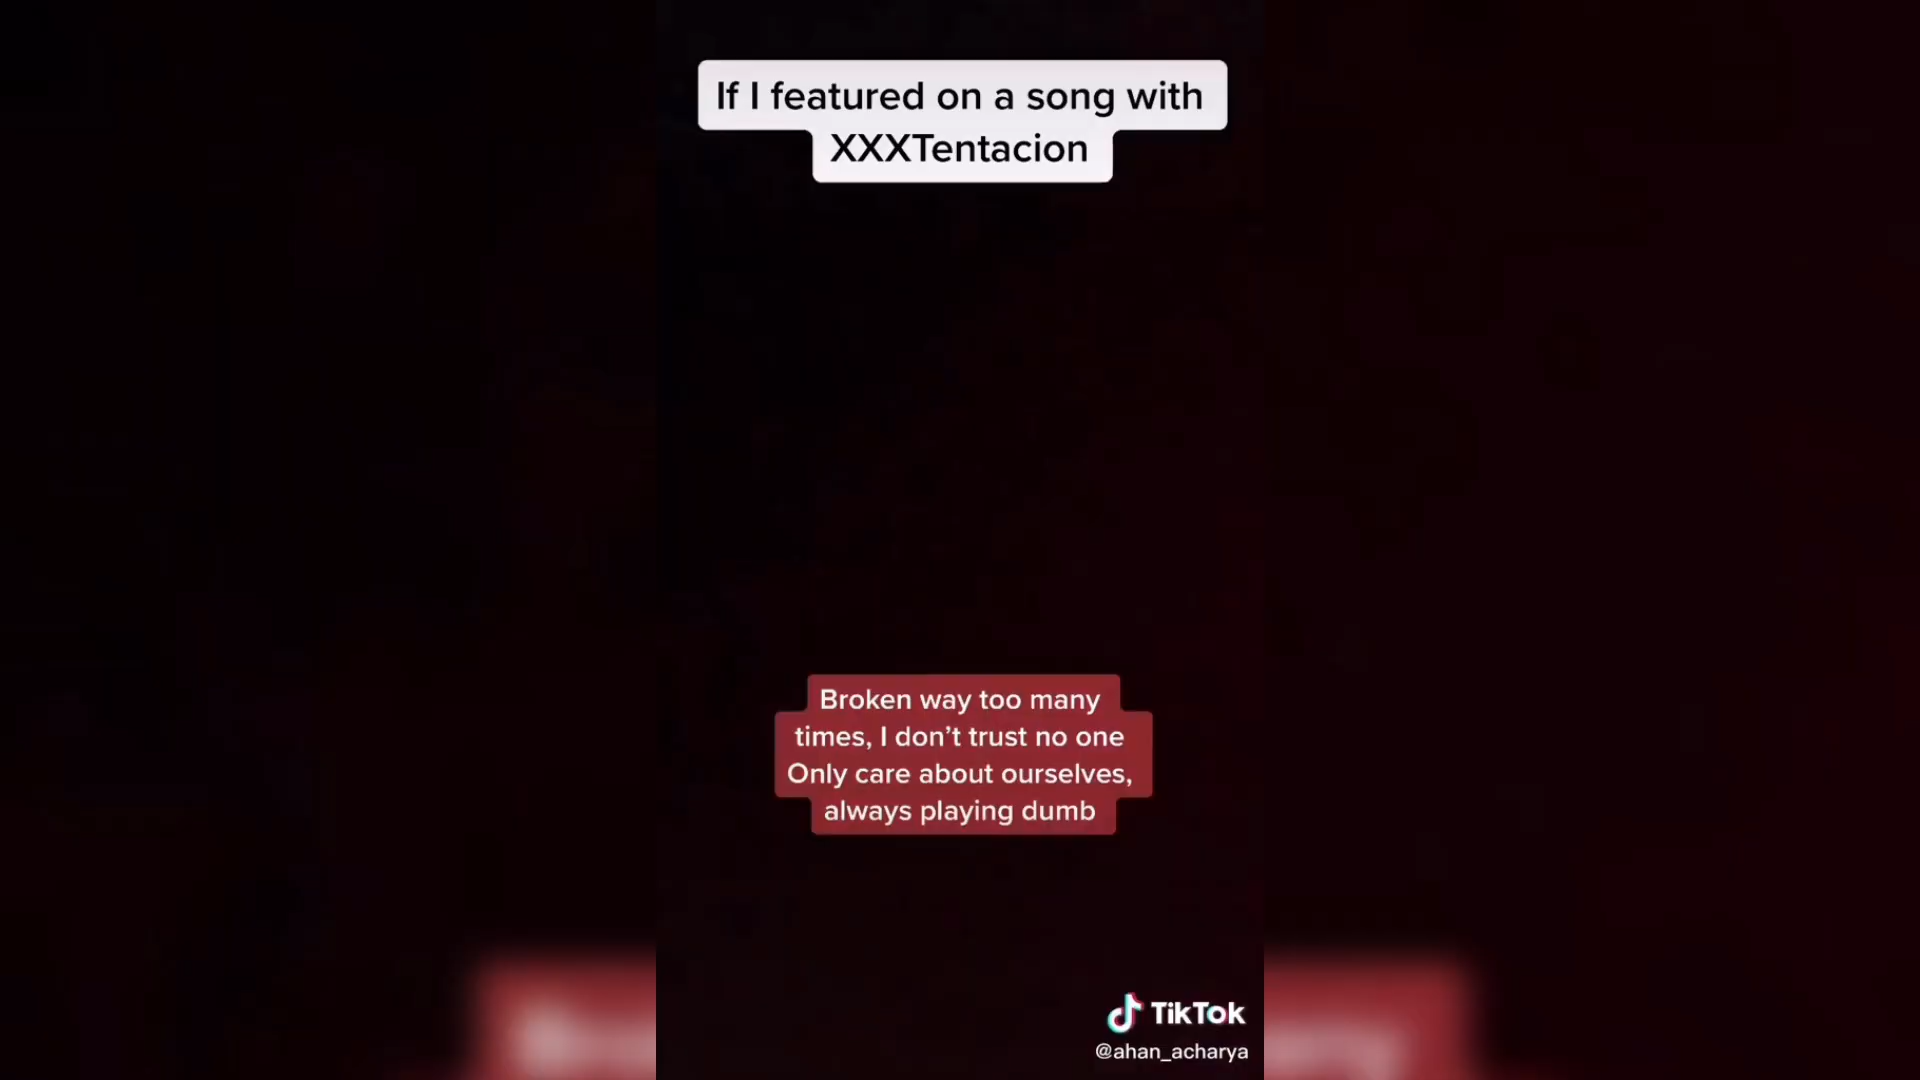 If I featured on a song with
XXXTentacion
Broken way too many
times, I don’t trust no one
Only care about ourselves,
always playing dumb
TikTok
@ahan_acharya